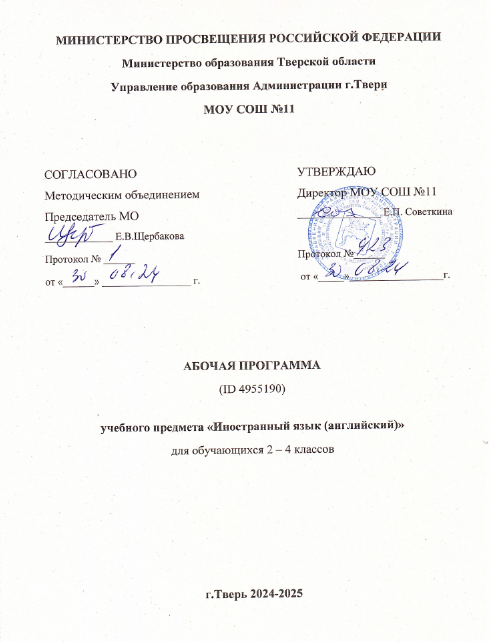 МИНИСТЕРСТВО ПРОСВЕЩЕНИЯ РОССИЙСКОЙ ФЕДЕРАЦИИ
Министерство образования Тверской области
Управление образования Администрации г.Твери
МОУ СОШ №11
СОГЛАСОВАНО
Методическим объединением
Председатель МО
Е.В.Щербакова
Протокол № 1
от «30» 08.24 г.
УТВЕРЖДАЮ
Директор МОУ СОШ №11
Е.П. Советкина
Протокол № 423
от «30» 08.24 г.
АБОЧАЯ ПРОГРАММА
(ID 4955190)
учебного предмета «Иностранный язык (английский)»
для обучающихся 2 – 4 классов
г.Тверь 2024-2025